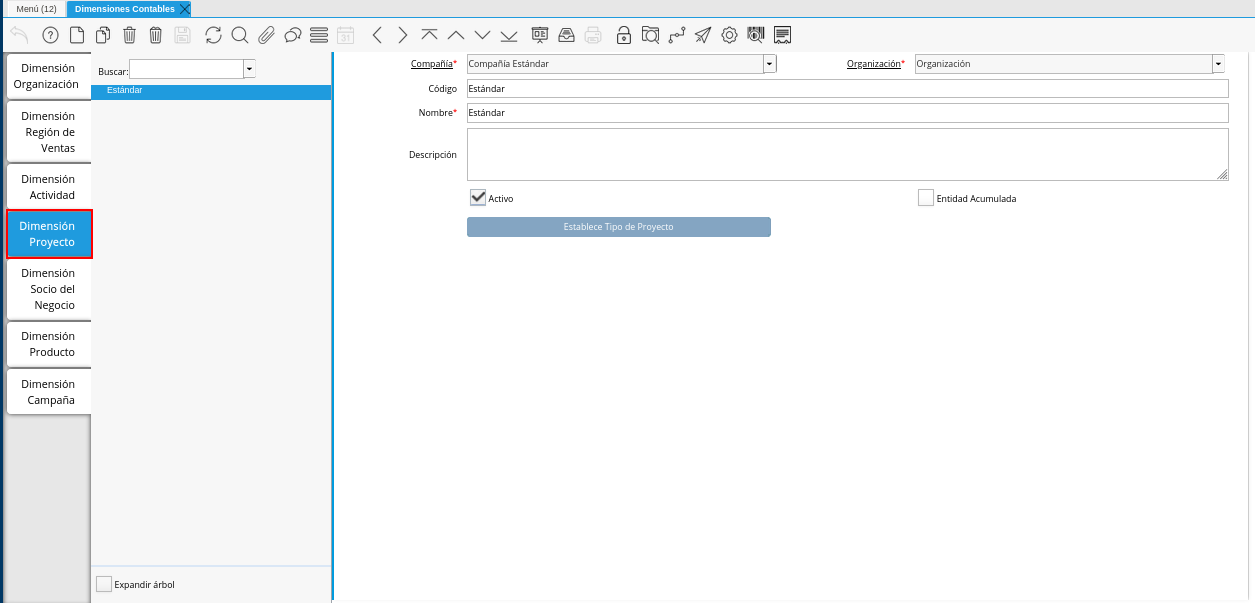 Menú (12)
Dimensiones Contables
31
Dimensión
Organización
Dimensión
Región de
Ventas
Dimensión
Actividad
Dimensión
Proyecto
Dimensión
Socio del
Negocio
Dimensión
Producto
Dimensión
Campaña
Buscar:
Estándar
Expandir árbol
Compañía* Compañía Estándar Organización* Organización
Código Estándar
Nombre* Estándar
Descripción
Activo Entidad Acumulada
Establece Tipo de Proyecto